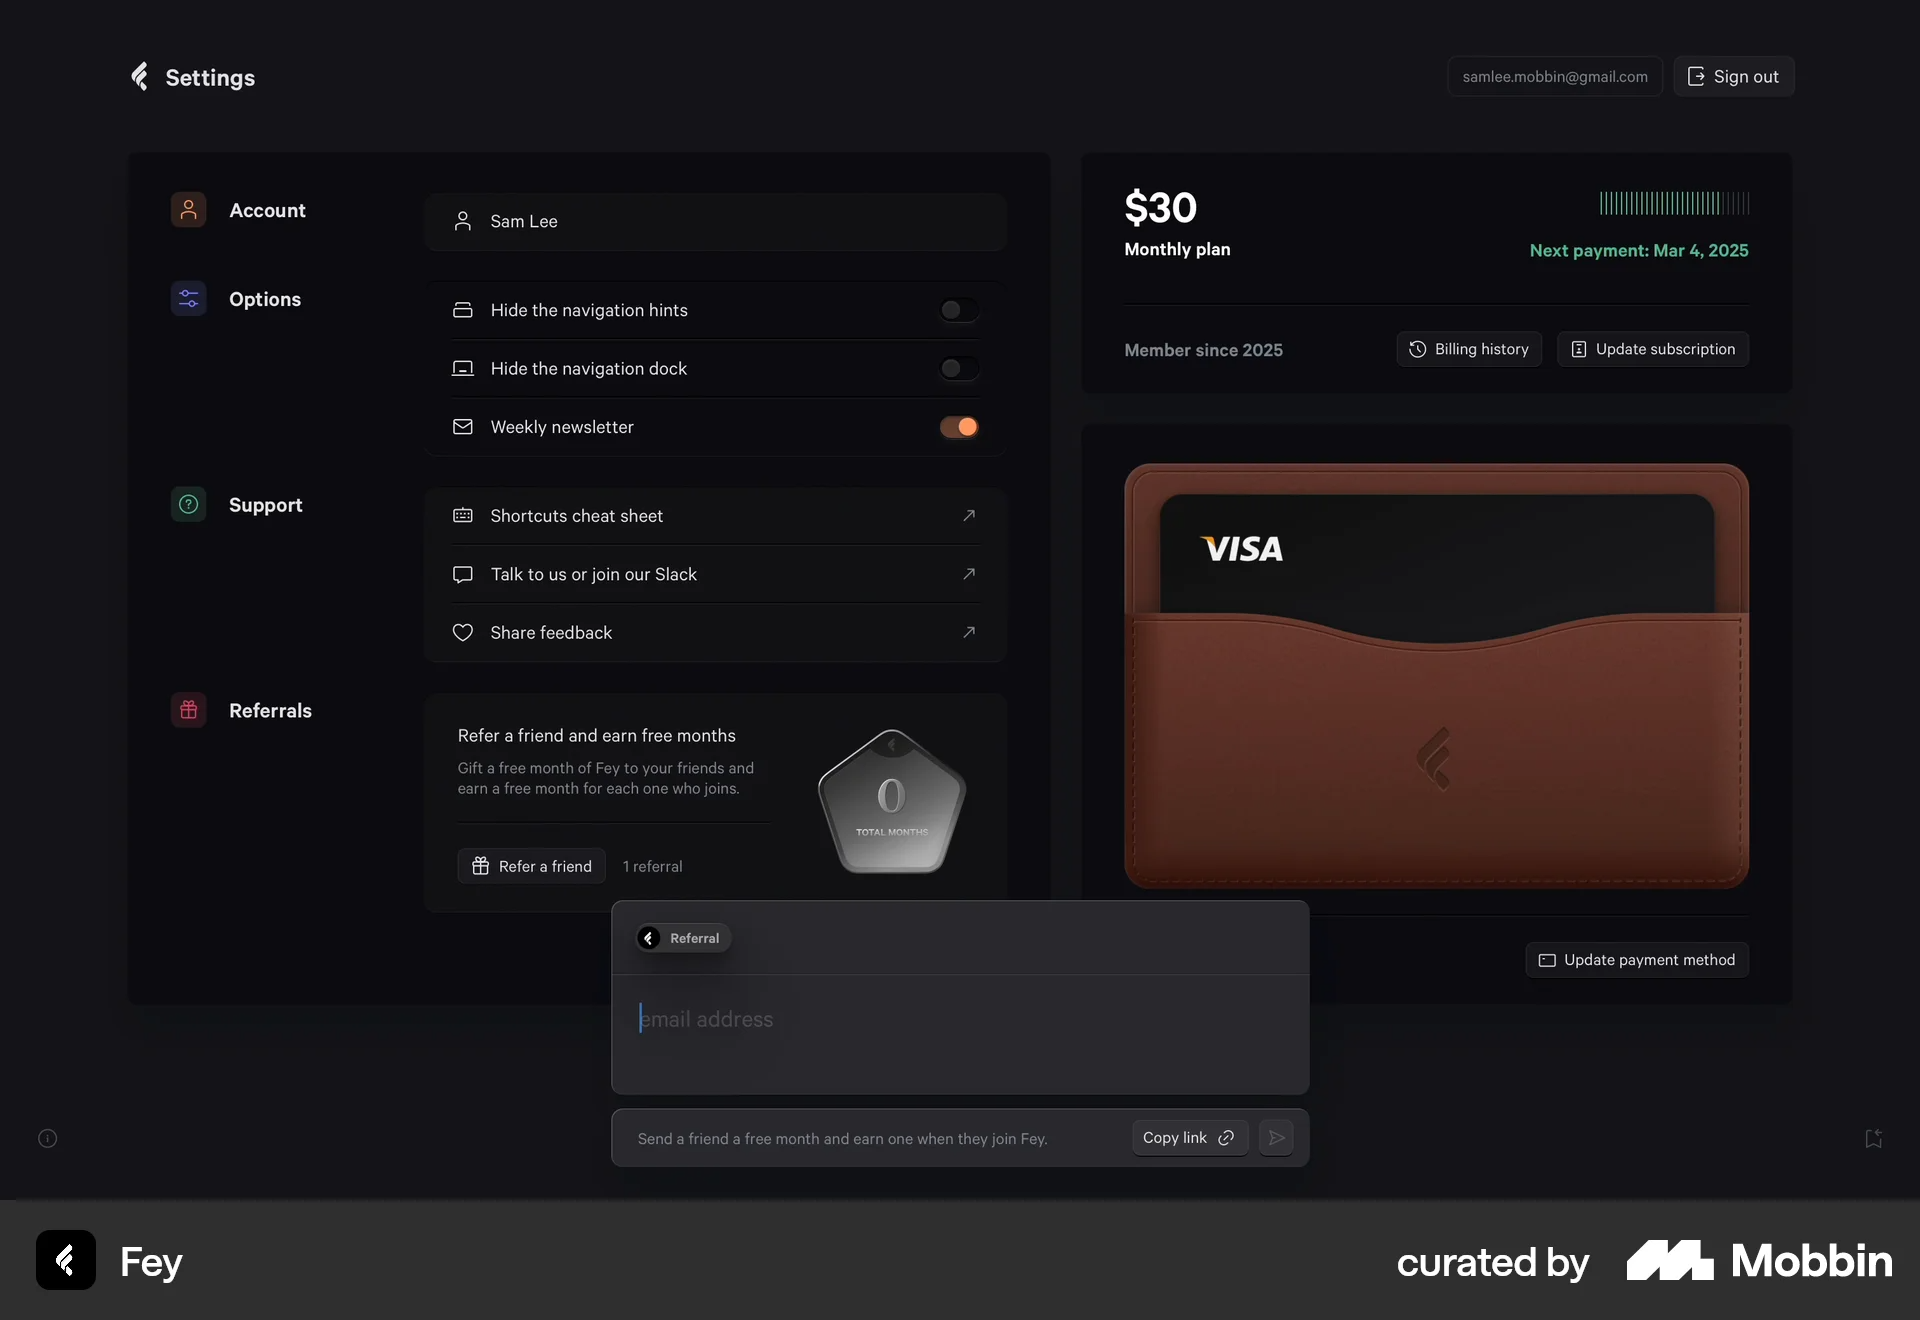 Settings
samlee.mobbin@gmail.com
Sign out
Account
Sam Lee
Options
Hide the navigation hints
Hide the navigation dock
Weekly newsletter
Support
Shortcuts cheat sheet
Talk to us or join our Slack
Share feedback
Referrals
Refer a friend and earn free months
Gift a free month of Fey to your friends and
earn a free month for each one who joins.
Refer a friend
1 referral
0
TOTAL MONTHS
$30
Monthly plan
Next payment: Mar 4, 2025
Member since 2025
Billing history
Update subscription
VISA
Update payment method
Referral
email address
Send a friend a free month and earn one when they join Fey.
Copy link
Fey
curated by
Mobbin